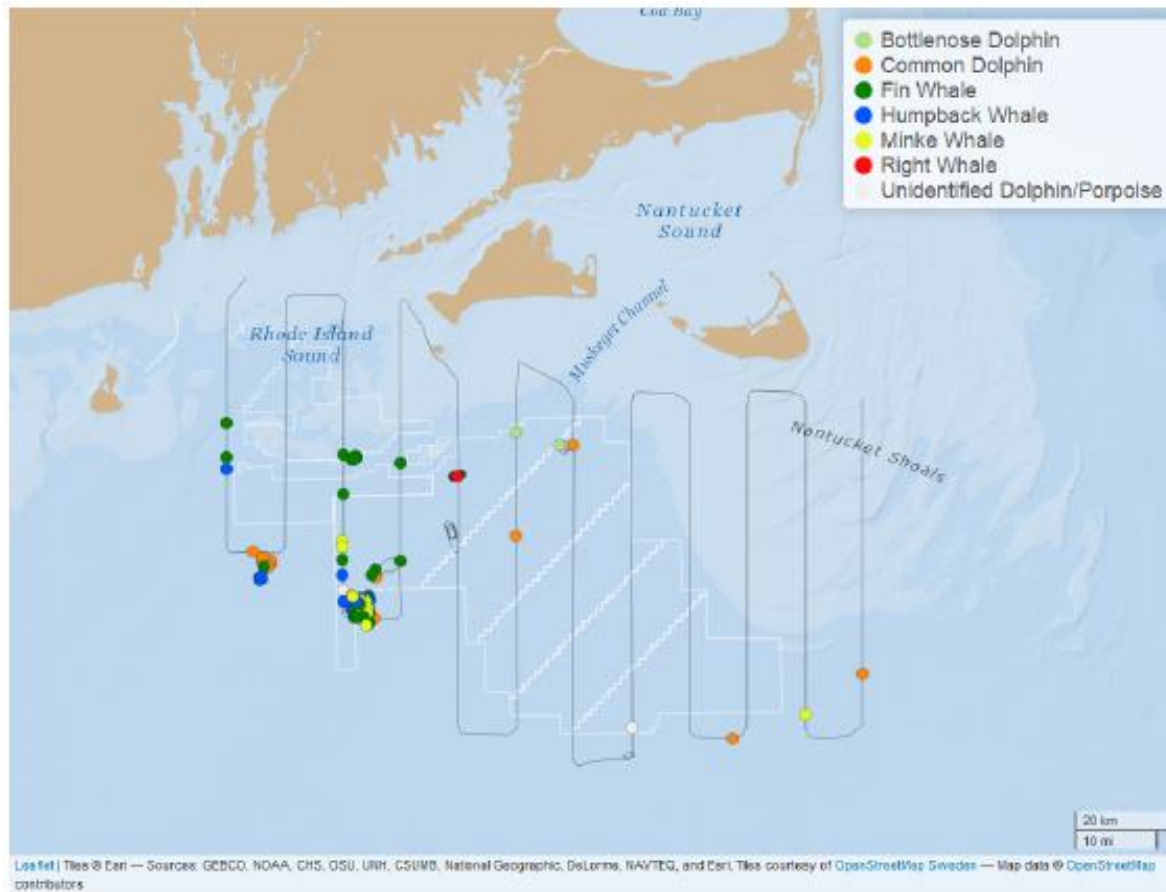 Cod Bay
Bottlenose Dolphin
Common Dolphin
Fin Whale
Humpback Whale
Minke Whale
Right Whale
Unidentified Dolphin/Porpoise
Nantucket
Sound
Muskeget Channel
Rhode Island
Sound
Nantucket Shoals
20 km
10 mi
Leaflet | Tiles © Esri — Sources: GEBCO, NOAA, CHS, OSU, UNH, CSUMB, National Geographic, DeLorme, NAVTEQ, and Esri, Tiles courtesy of OpenStreetMap Sweden — Map data © OpenStreetMap
contributors